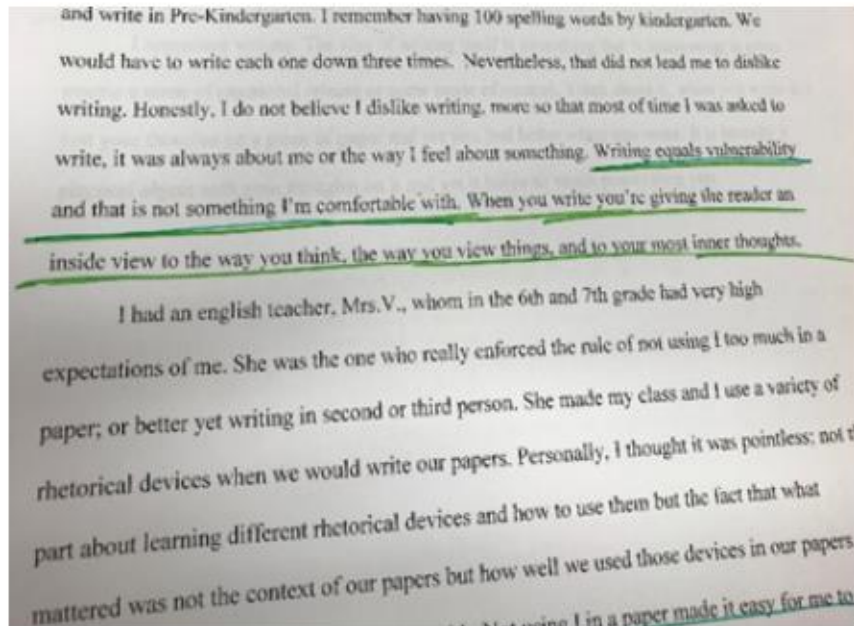 and write in Pre-Kindergarten. I remember having 100 spelling words by kindergarten. We
would have to write each one down three times. Nevertheless, that did not lead me to dislike
writing. Honestly, I do not believe I dislike writing, more so that most of time I was asked to
write, it was always about me or the way I feel about something. Writing equals vulnerability
and that is not something I'm comfortable with. When you write you're giving the reader an
inside view to the way you think, the way you view things, and to your most inner thoughts.
I had an english teacher, Mrs.V., whom in the 6th and 7th grade had very high
expectations of me. She was the one who really enforced the rule of not using I too much in a
paper; or better yet writing in second or third person. She made my class and I use a variety of
rhetorical devices when we would write our papers. Personally, I thought it was pointless; not
part about learning different rhetorical devices and how to use them but the fact that what
mattered was not the context of our papers but how well we used those devices in our papers
using I in a paper made it easy for me to